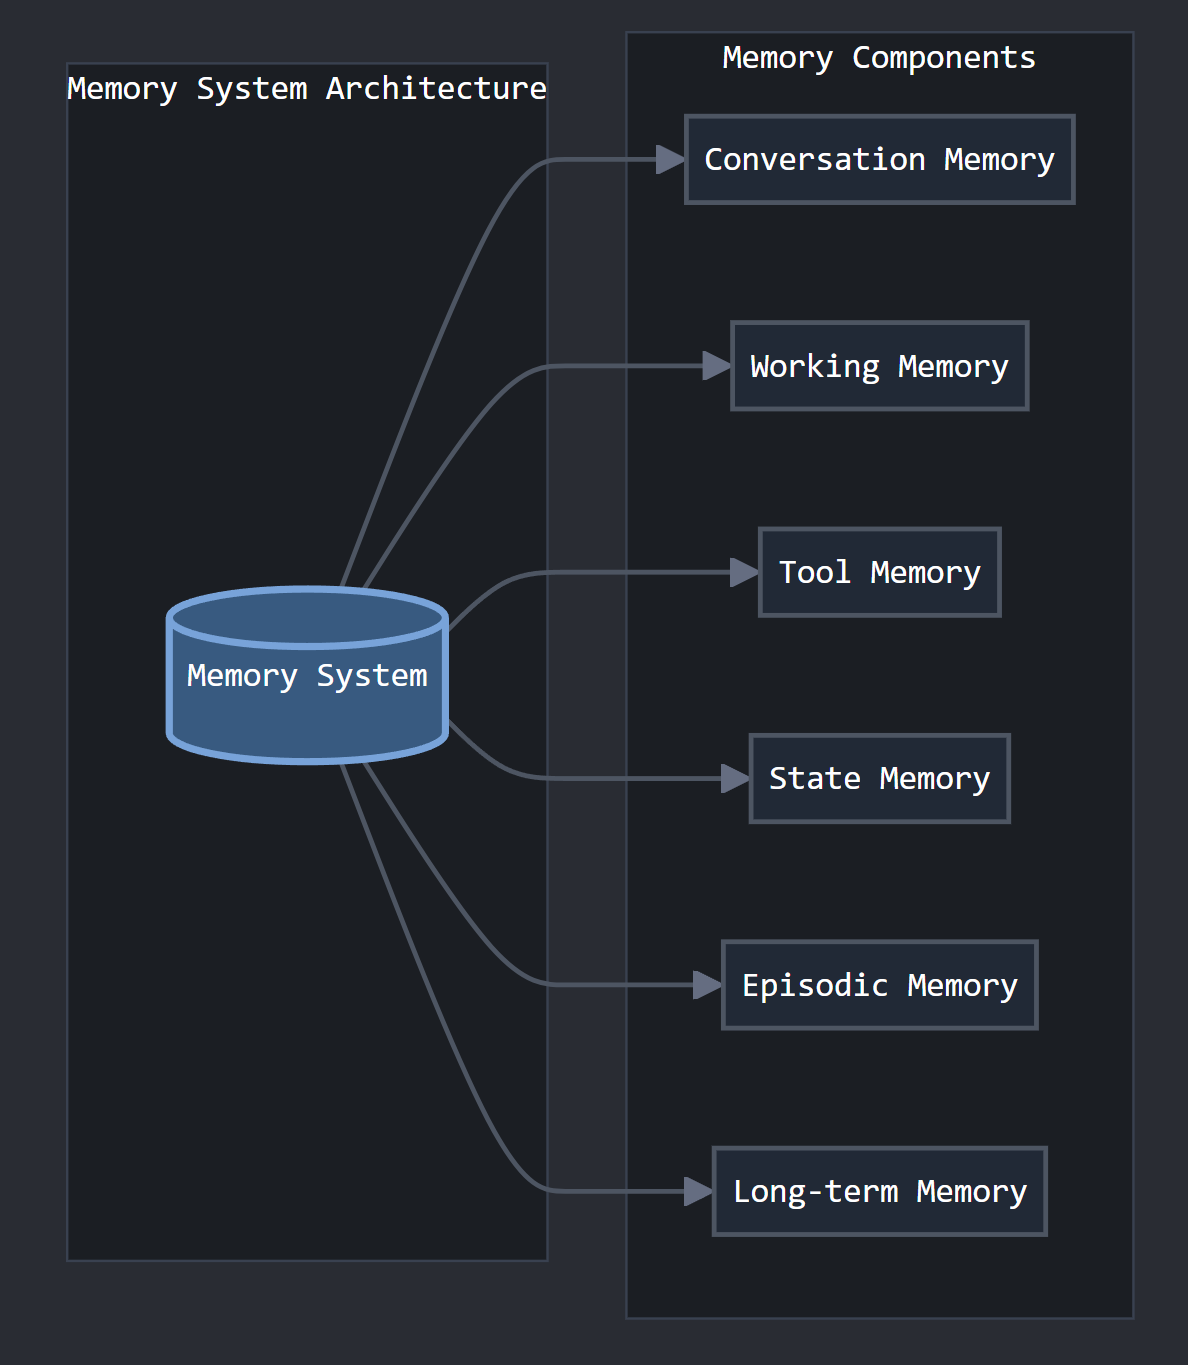 Memory System Architecture
Memory System
Memory Components
Conversation Memory
Working Memory
Tool Memory
State Memory
Episodic Memory
Long-term Memory